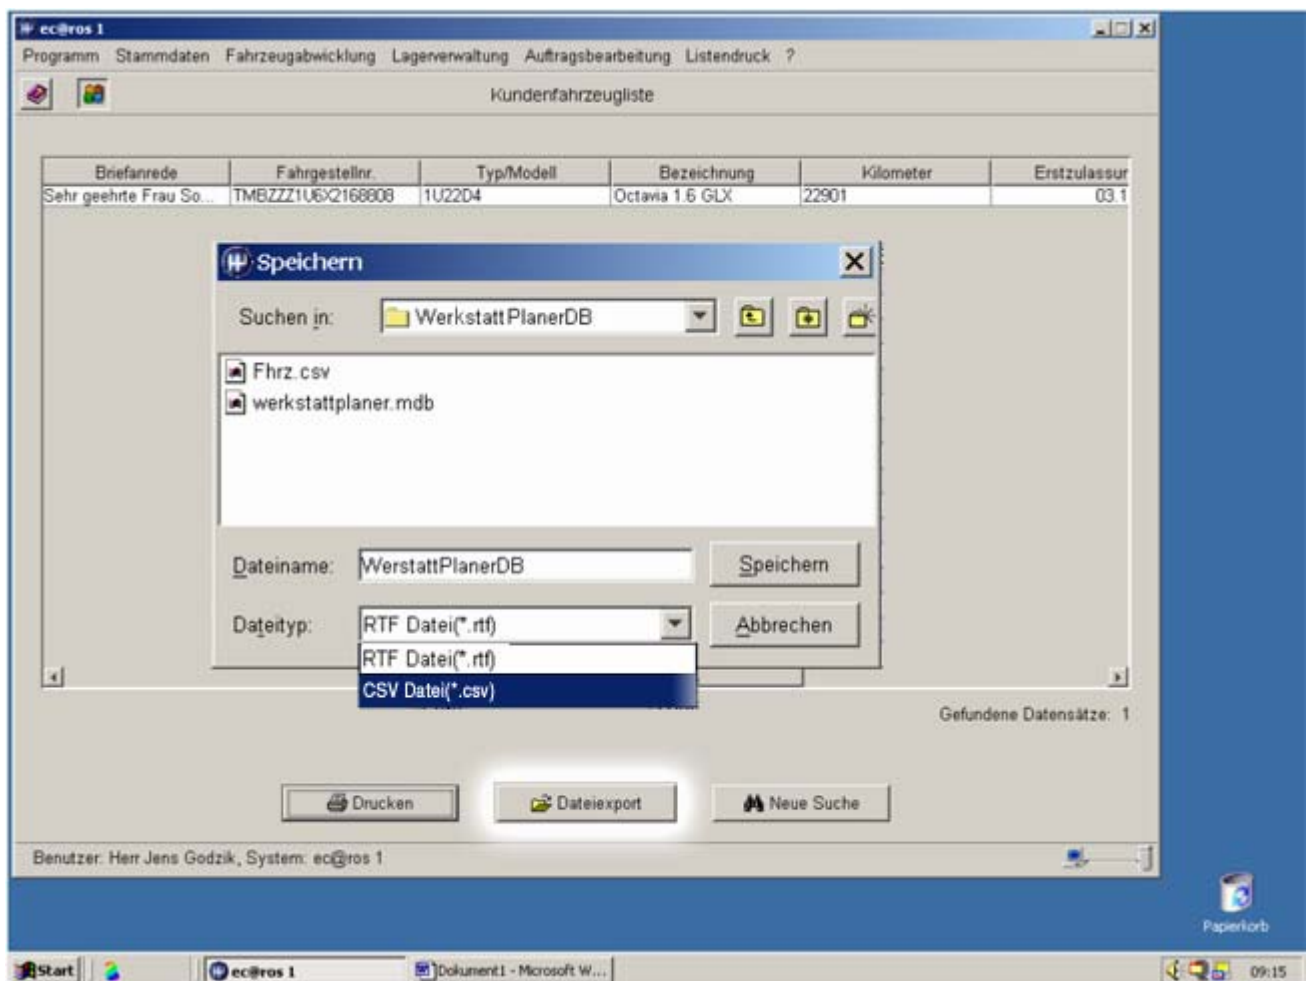 ec@ros 1
Programm Stammdaten Fahrzeugabwicklung Lagerverwaltung Auftragsbearbeitung Listendruck ?
Kundenfahrzeugliste
Briefanrede Fahrgestellnr. Typ/Modell Bezeichnung Kilometer Erstzulassur
Sehr geehrte Frau So... TMBZZZ1U6X2168808 1U22D4 Octavia 1.6 GLX 22901 03.1
Speichern
Suchen in: WerkstattPlanerDB
Fhrz.csv
werkstattplaner.mdb
Dateiname: WerstattPlanerDB Speichern
Dateityp: RTF Datei(*.rtf) Abbrechen
RTF Datei(*.rtf)
CSV Datei(*.csv)
Gefundene Datensätze: 1
Drucken Dateiexport Neue Suche
Benutzer: Herr Jens Godzik, System: ec@ros 1
Papierkorb
Start ec@ros 1 Dokument1 - Microsoft W... 09:15